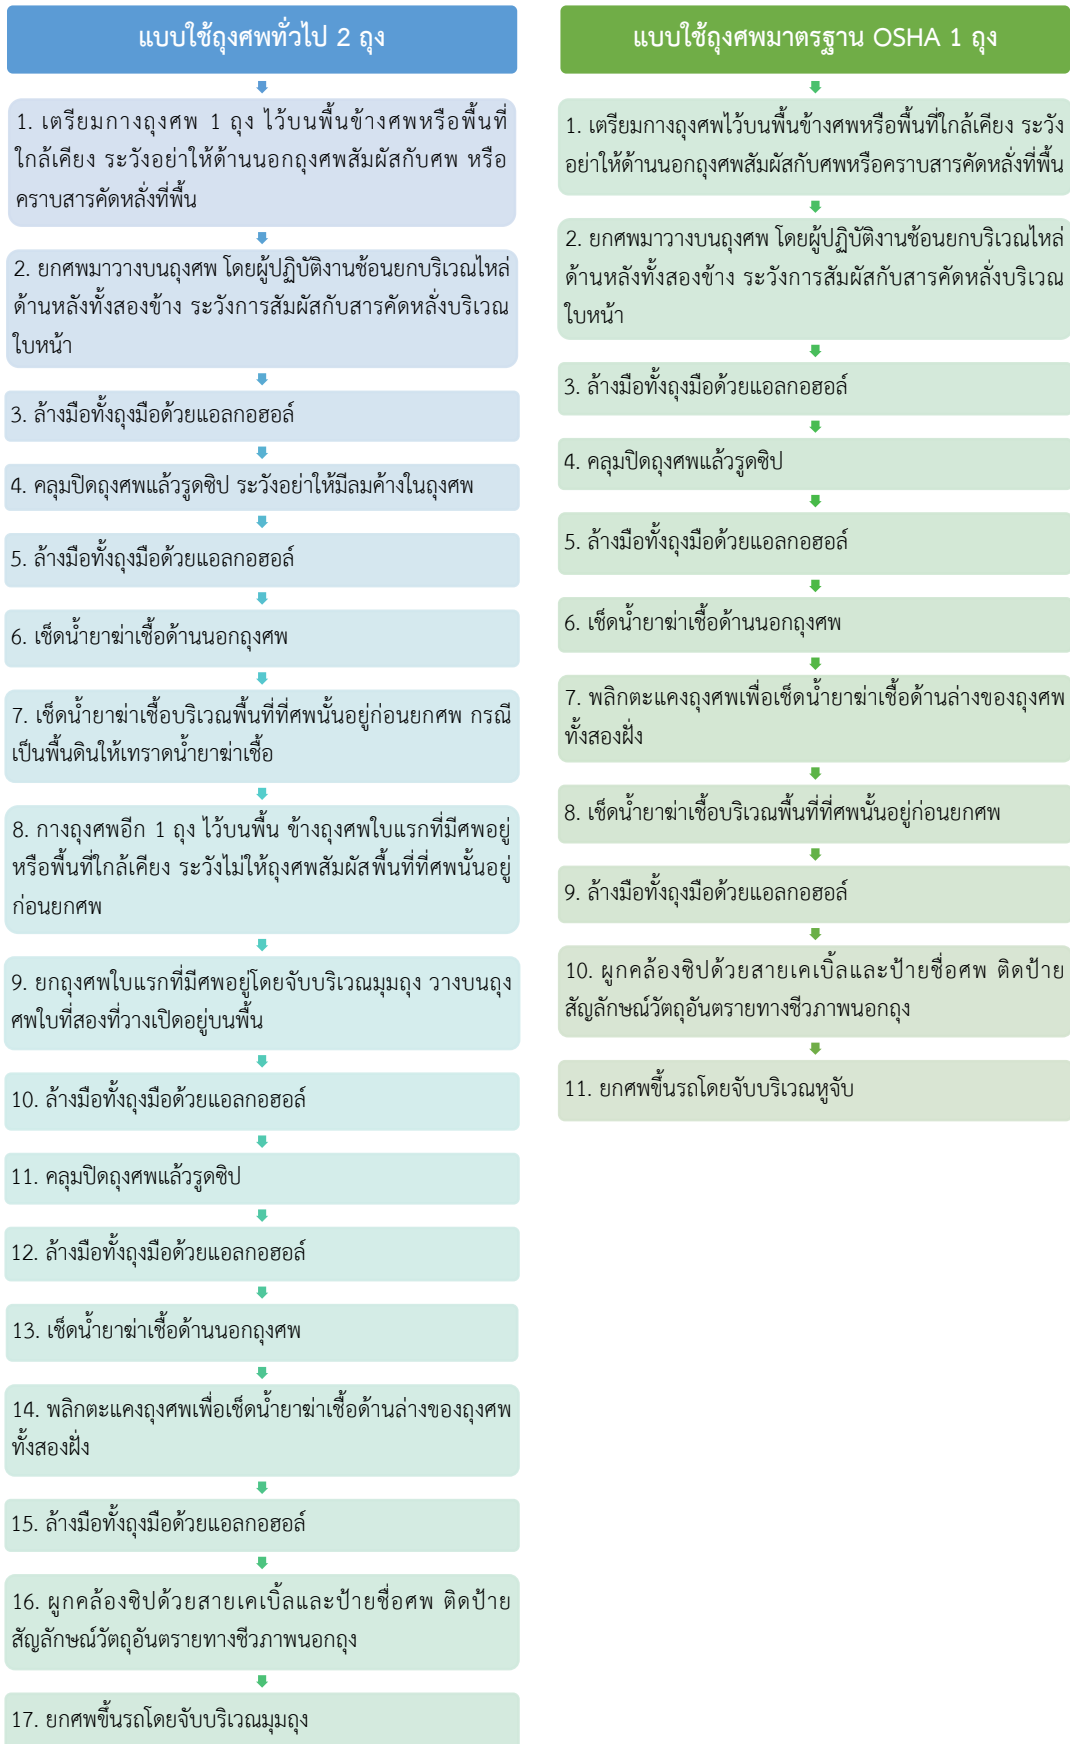 แบบใช้ถุงศพทั่วไป 2 ถุง
1. เตรียมกางถุงศพ 1 ถุง ไว้บนพื้นข้างศพหรือพื้นที่
ใกล้เคียง ระวังอย่าให้ด้านนอกถุงศพสัมผัสกับศพ หรือ
คราบสารคัดหลั่งที่พื้น
2. ยกศพมาวางบนถุงศพ โดยผู้ปฏิบัติงานช้อนยกบริเวณไหล่
ด้านหลังทั้งสองข้าง ระวังการสัมผัสกับสารคัดหลั่งบริเวณ
ใบหน้า
3. ล้างมือทั้งถุงมือด้วยแอลกอฮอล์
4. คลุมปิดถุงศพแล้วรูดซิป ระวังอย่าให้มีลมค้างในถุงศพ
5. ล้างมือทั้งถุงมือด้วยแอลกอฮอล์
6. เช็ดน้ำยาฆ่าเชื้อด้านนอกถุงศพ
7. เช็ดน้ำยาฆ่าเชื้อบริเวณพื้นที่ที่ศพนั้นอยู่ก่อนยกศพ กรณี
เป็นพื้นดินให้เทราดน้ำยาฆ่าเชื้อ
8. กางถุงศพอีก 1 ถุง ไว้บนพื้น ข้างถุงศพใบแรกที่มีศพอยู่
หรือพื้นที่ใกล้เคียง ระวังไม่ให้ถุงศพสัมผัสพื้นที่ที่ศพนั้นอยู่
ก่อนยกศพ
9. ยกถุงศพใบแรกที่มีศพอยู่โดยจับบริเวณมุมถุง วางบนถุง
ศพใบที่สองที่วางเปิดอยู่บนพื้น
10. ล้างมือทั้งถุงมือด้วยแอลกอฮอล์
11. คลุมปิดถุงศพแล้วรูดซิป
12. ล้างมือทั้งถุงมือด้วยแอลกอฮอล์
13. เช็ดน้ำยาฆ่าเชื้อด้านนอกถุงศพ
14. พลิกตะแคงถุงศพเพื่อเช็ดน้ำยาฆ่าเชื้อด้านล่างของถุงศพ
ทั้งสองฝั่ง
15. ล้างมือทั้งถุงมือด้วยแอลกอฮอล์
16. ผูกคล้องซิปด้วยสายเคเบิ้ลและป้ายชื่อศพ ติดป้าย
สัญลักษณ์วัตถุอันตรายทางชีวภาพนอกถุง
17. ยกศพขึ้นรถโดยจับบริเวณมุมถุง
แบบใช้ถุงศพมาตรฐาน OSHA 1 ถุง
1. เตรียมกางถุงศพไว้บนพื้นข้างศพหรือพื้นที่ใกล้เคียง ระวัง
อย่าให้ด้านนอกถุงศพสัมผัสกับศพหรือคราบสารคัดหลั่งที่พื้น
2. ยกศพมาวางบนถุงศพ โดยผู้ปฏิบัติงานช้อนยกบริเวณไหล่
ด้านหลังทั้งสองข้าง ระวังการสัมผัสกับสารคัดหลั่งบริเวณ
ใบหน้า
3. ล้างมือทั้งถุงมือด้วยแอลกอฮอล์
4. คลุมปิดถุงศพแล้วรูดซิป
5. ล้างมือทั้งถุงมือด้วยแอลกอฮอล์
6. เช็ดน้ำยาฆ่าเชื้อด้านนอกถุงศพ
7. พลิกตะแคงถุงศพเพื่อเช็ดน้ำยาฆ่าเชื้อด้านล่างของถุงศพ
ทั้งสองฝั่ง
8. เช็ดน้ำยาฆ่าเชื้อบริเวณพื้นที่ที่ศพนั้นอยู่ก่อนยกศพ
9. ล้างมือทั้งถุงมือด้วยแอลกอฮอล์
10. ผูกคล้องซิปด้วยสายเคเบิ้ลและป้ายชื่อศพ ติดป้าย
สัญลักษณ์วัตถุอันตรายทางชีวภาพนอกถุง
11. ยกศพขึ้นรถโดยจับบริเวณหูจับ